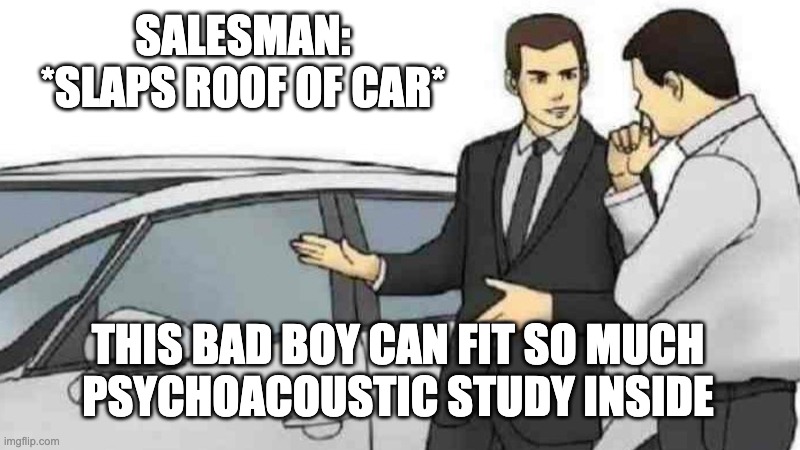 SALESMAN:
*SLAPS ROOF OF CAR*
THIS BAD BOY CAN FIT SO MUCH
PSYCHOACOUSTIC STUDY INSIDE
imgflip.com